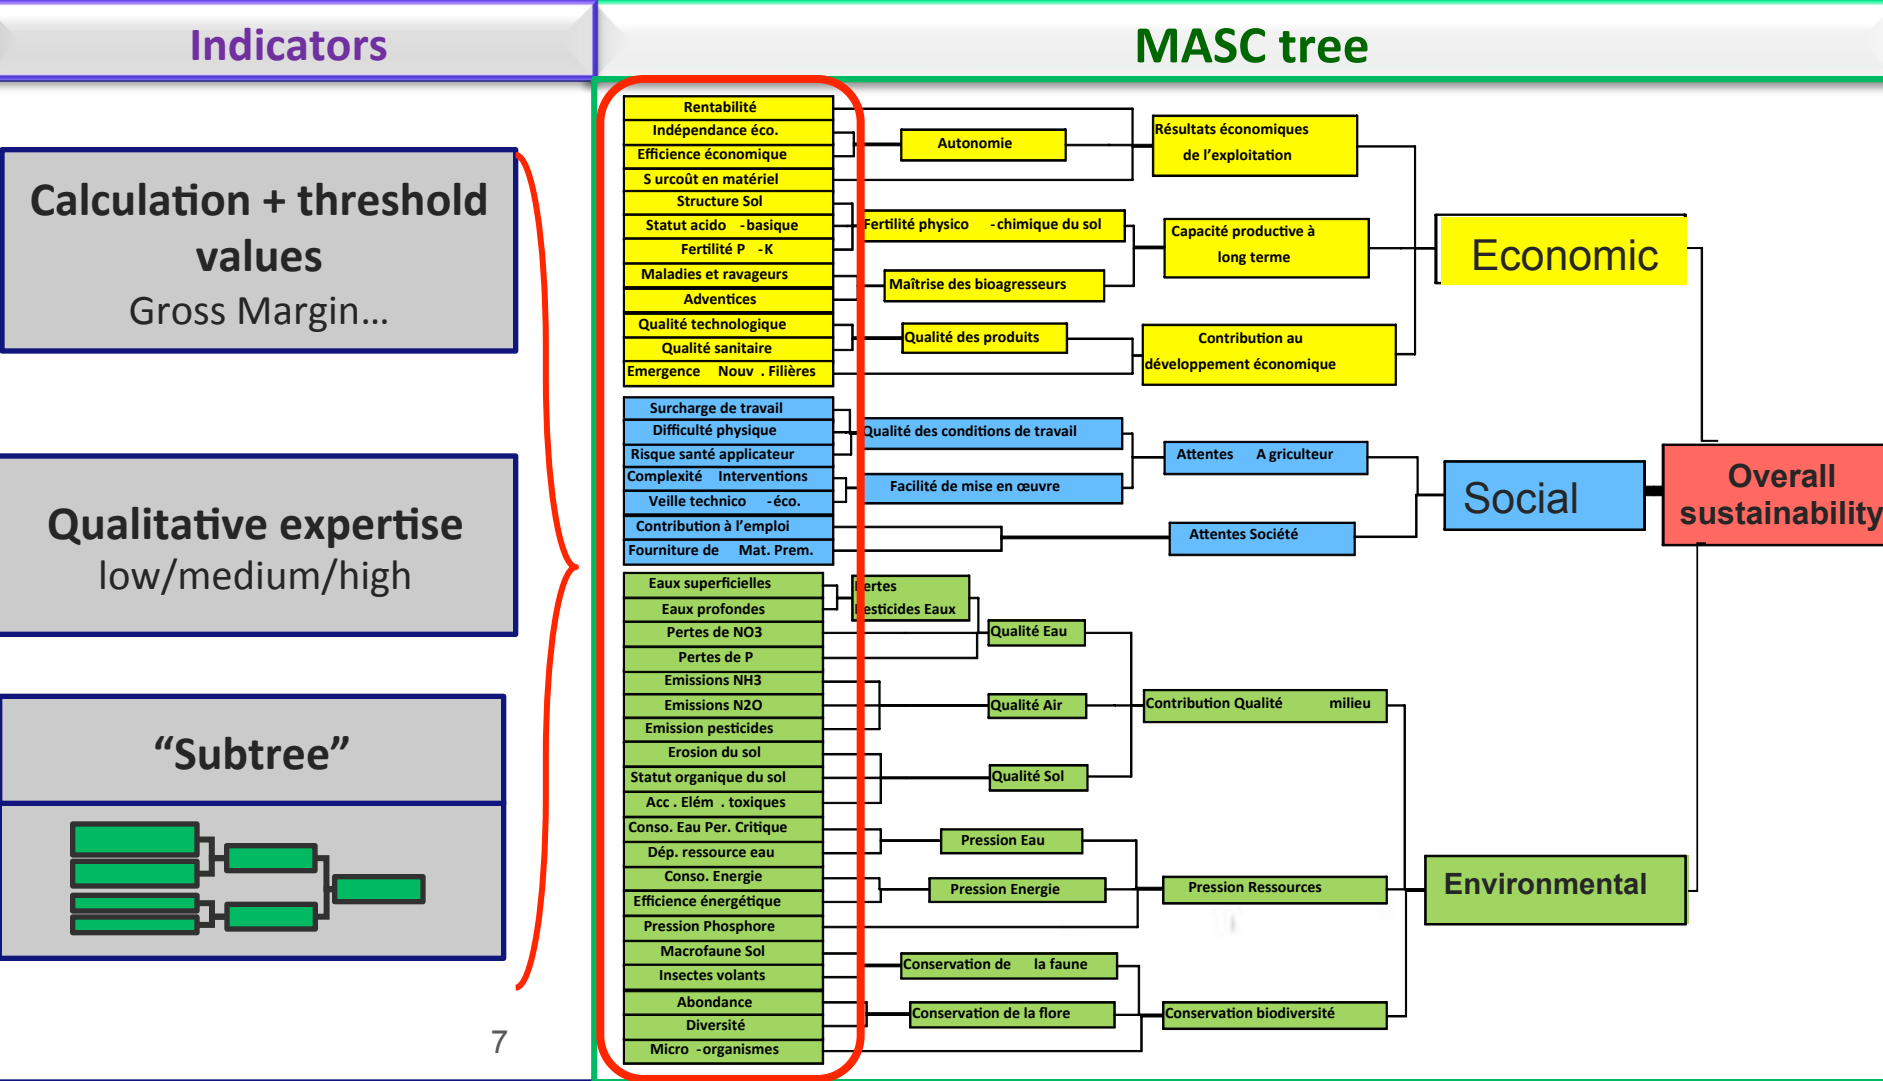 Indicators
MASC tree
Calculation + threshold
values
Gross Margin...
Qualitative expertise
low/medium/high
“Subtree”
7
Rentabilité
Indépendance éco.
Efficience économique
S urcoût en matériel
Structure Sol
Statut acido -basique
Fertilité P -K
Maladies et ravageurs
Adventices
Qualité technologique
Qualité sanitaire
Emergence Nouv . Filières
Surcharge de travail
Difficulté physique
Risque santé applicateur
Complexité Interventions
Veille technico -éco.
Contribution à l’emploi
Fourniture de Mat. Prem.
Eaux superficielles
Eaux profondes
Pertes de NO3
Pertes de P
Emissions NH3
Emissions N2O
Emission pesticides
Erosion du sol
Statut organique du sol
Acc . Elém . toxiques
Conso. Eau Per. Critique
Dép. ressource eau
Conso. Energie
Efficience énergétique
Pression Phosphore
Macrofaune Sol
Insectes volants
Abondance
Diversité
Micro -organismes
Autonomie
Fertilité physico -chimique du sol
Maîtrise des bioagresseurs
Qualité des produits
Qualité des conditions de travail
Facilité de mise en œuvre
Pertes
Pesticides Eaux
Qualité Eau
Qualité Air
Qualité Sol
Pression Eau
Pression Energie
Conservation de la faune
Conservation de la flore
Résultats économiques
de l’exploitation
Capacité productive à
long terme
Contribution au
développement économique
Attentes A griculteur
Attentes Société
Contribution Qualité milieu
Pression Ressources
Conservation biodiversité
Economic
Social
Environmental
Overall
sustainability